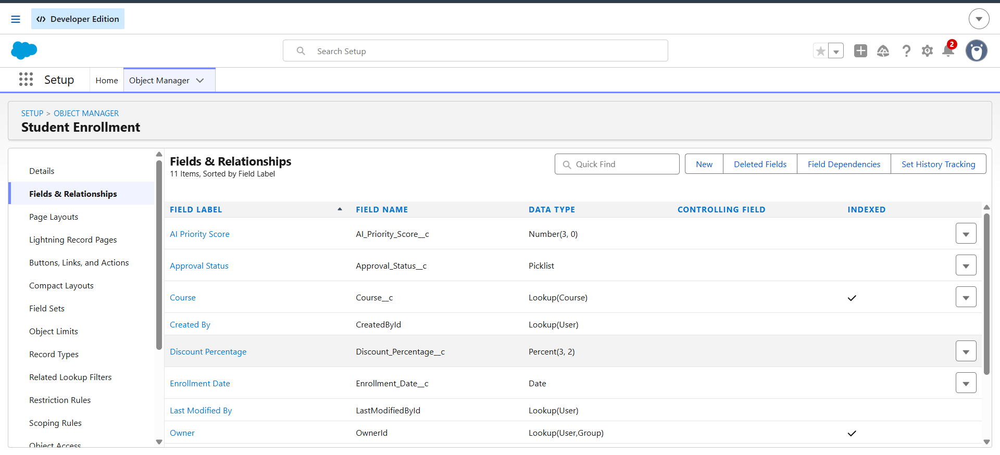 Developer Edition
Search Setup
2
Setup
Home
Object Manager
SETUP > OBJECT MANAGER
Student Enrollment
Details
Fields & Relationships
Page Layouts
Lightning Record Pages
Buttons, Links, and Actions
Compact Layouts
Field Sets
Object Limits
Record Types
Related Lookup Filters
Restriction Rules
Scoping Rules
Object Access
Fields & Relationships
11 Items, Sorted by Field Label
Quick Find
New
Deleted Fields
Field Dependencies
Set History Tracking
FIELD LABEL FIELD NAME DATA TYPE CONTROLLING FIELD INDEXED
AI Priority Score AI_Priority_Score__c Number(3, 0)
Approval Status Approval_Status__c Picklist
Course Course__c Lookup(Course)
Created By CreatedById Lookup(User)
Discount Percentage Discount_Percentage__c Percent(3, 2)
Enrollment Date Enrollment_Date__c Date
Last Modified By LastModifiedById Lookup(User)
Owner OwnerId Lookup(User,Group)